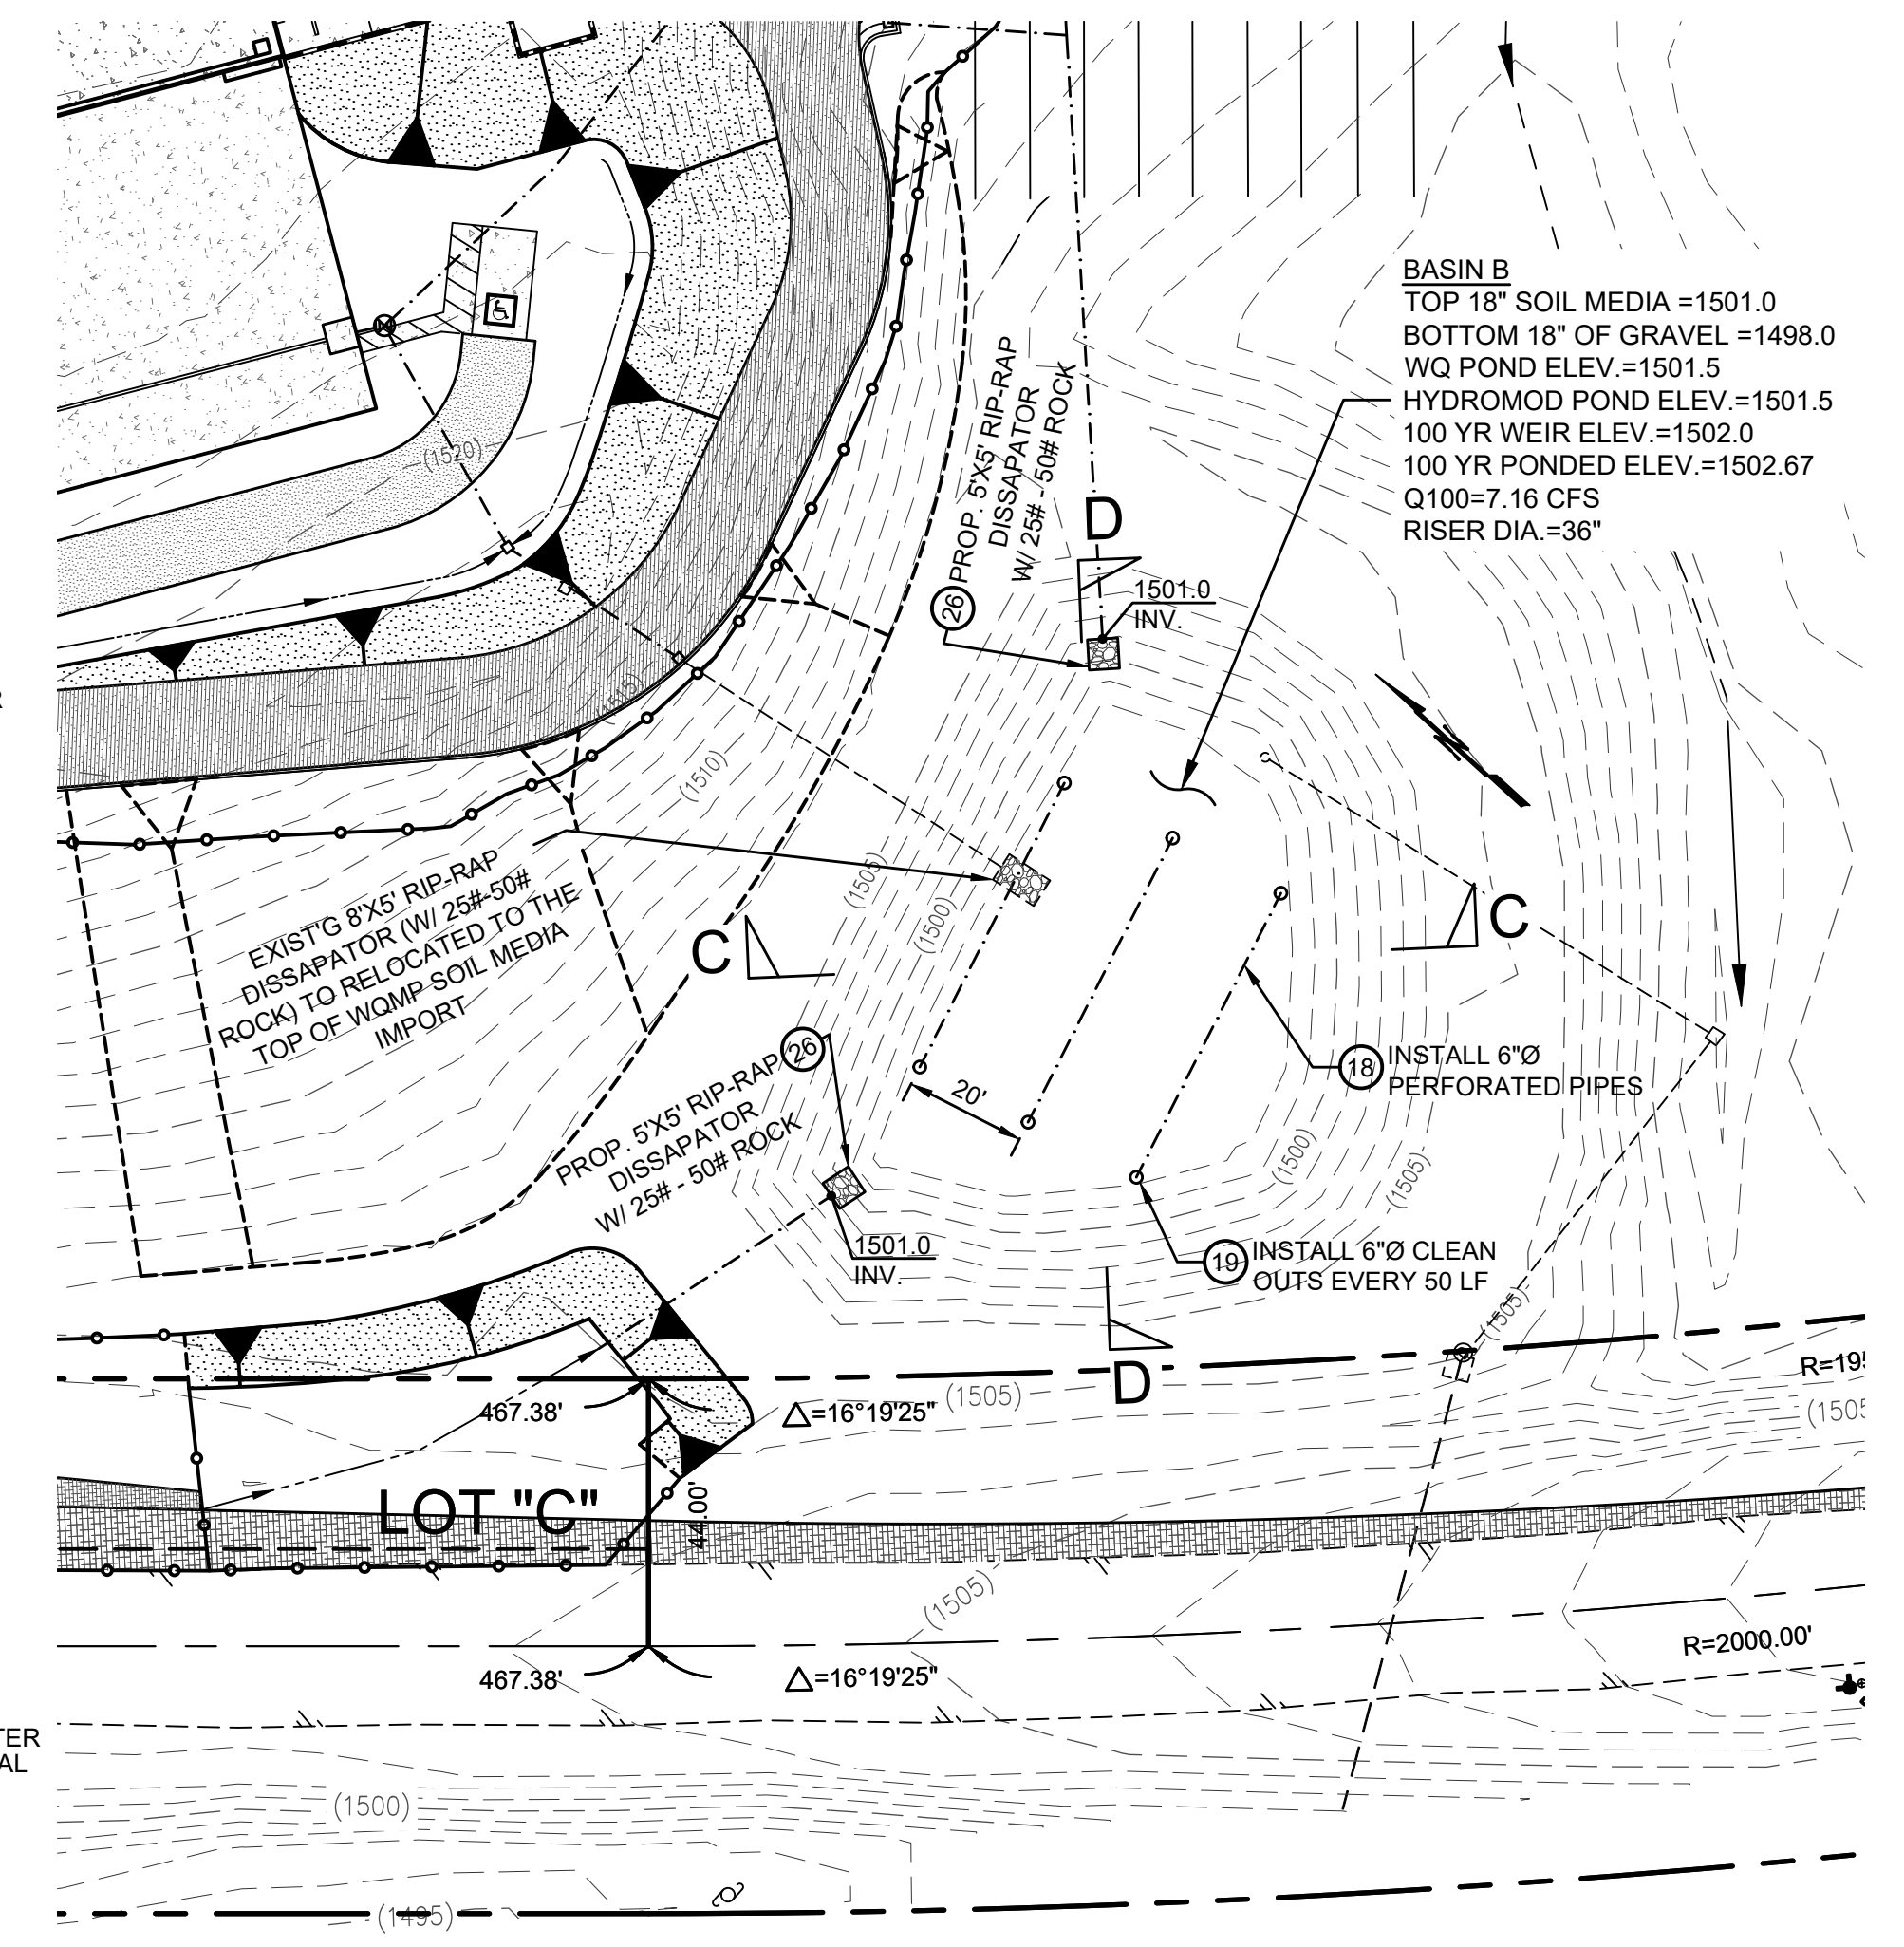 BASIN B
TOP 18" SOIL MEDIA =1501.0
BOTTOM 18" OF GRAVEL =1498.0
WQ POND ELEV.=1501.5
HYDROMOD POND ELEV.=1501.5
100 YR WEIR ELEV.=1502.0
100 YR PONDED ELEV.=1502.67
Q100=7.16 CFS
RISER DIA.=36"
26
PROP. 5'X5' RIP-RAP
DISSAPATOR
W/ 25# - 50# ROCK
D
1501.0
INV.
(1520)
(1515)
(1510)
(1505)
(1500)
R
EXIST'G 8'X5' RIP-RAP
DISSAPATOR (W/ 25#-50#
ROCK) TO RELOCATED TO THE
TOP OF WQMP SOIL MEDIA
IMPORT
C
C
26
PROP. 5'X5' RIP-RAP
DISSAPATOR
W/ 25# - 50# ROCK
20'
18
INSTALL 6"Ø
PERFORATED PIPES
(1500)
(1505)
1501.0
INV.
19
INSTALL 6"Ø CLEAN
OUTS EVERY 50 LF
(1505)
D
R=195
467.38'
△=16°19'25"
(1505)
(1505
LOT "C"
44.00'
(1505)
R=2000.00'
467.38'
△=16°19'25"
TER
AL
(1500)
(1495)